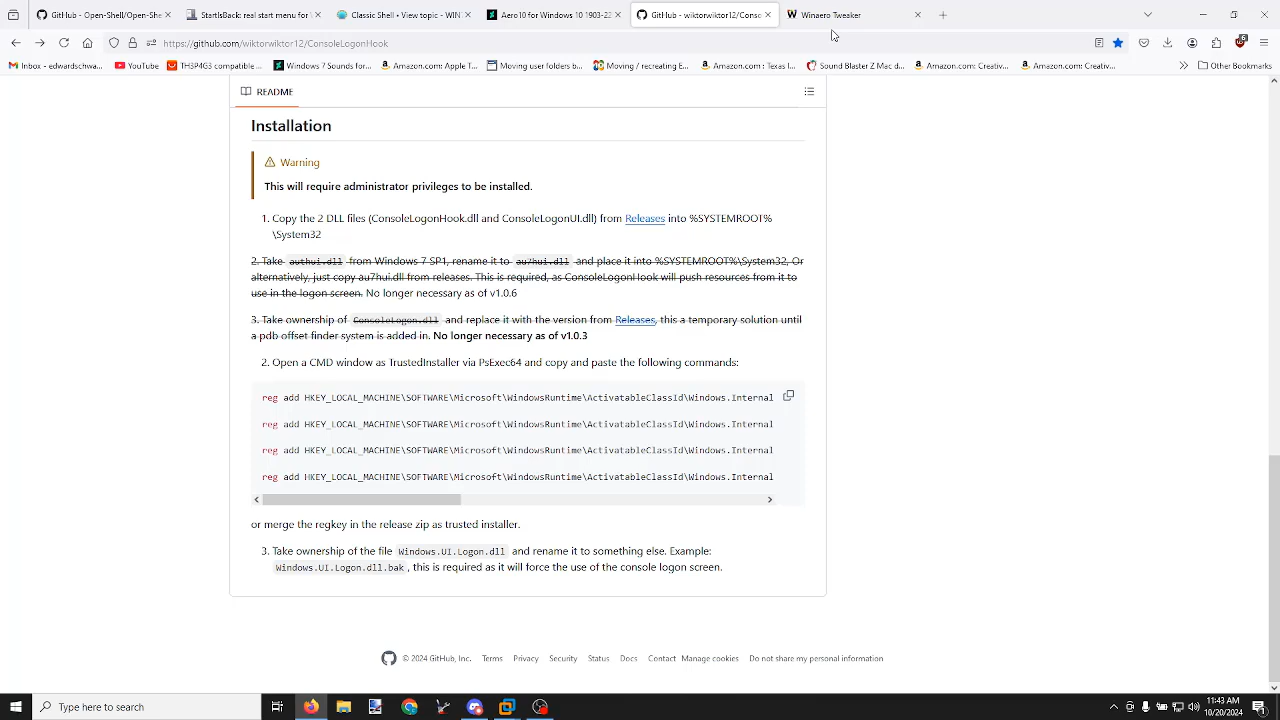 GitHub - Open-Shell/Open-Sh
StartIsBack: real start menu for
Classic Shell • View topic - WIN
Aero10 for Windows 10 1903-22
GitHub - wiktorwiktor12/Consc
Winaero Tweaker
https://github.com/wiktorwiktor12/ConsoleLogonHook
6
Inbox - edwardschwa...
YouTube
TH3P4G3 compatible ...
Windows 7 Sounds for...
Amazon.com: Apple T...
Moving user folders b...
Moving / recreating E...
Amazon.com : Texas I...
Sound Blaster Z Mac d...
Amazon.com: Creativ...
Amazon.com: Creativ...
Other Bookmarks
README
Installation
Warning
This will require administrator privileges to be installed.
1. Copy the 2 DLL files (ConsoleLogonHook.dll and ConsoleLogonUI.dll) from Releases into %SYSTEMROOT%
\System32
2. Take authui.dll from Windows 7 SP1, rename it to au7hui.dll and place it into %SYSTEMROOT%\System32, Or
alternatively, just copy au7hui.dll from releases. This is required, as ConsoleLogonHook will push resources from it to
use in the logon screen. No longer necessary as of v1.0.6
3. Take ownership of ConsoleLogon.dll and replace it with the version from Releases, this a temporary solution until
a pdb offset finder system is added in. No longer necessary as of v1.0.3
2. Open a CMD window as TrustedInstaller via PsExec64 and copy and paste the following commands:
reg add HKEY_LOCAL_MACHINE\SOFTWARE\Microsoft\WindowsRuntime\ActivatableClassId\Windows.Internal
reg add HKEY_LOCAL_MACHINE\SOFTWARE\Microsoft\WindowsRuntime\ActivatableClassId\Windows.Internal
reg add HKEY_LOCAL_MACHINE\SOFTWARE\Microsoft\WindowsRuntime\ActivatableClassId\Windows.Internal
reg add HKEY_LOCAL_MACHINE\SOFTWARE\Microsoft\WindowsRuntime\ActivatableClassId\Windows.Internal
or merge the regkey in the release zip as trusted installer.
3. Take ownership of the file Windows.UI.Logon.dll and rename it to something else. Example:
Windows.UI.Logon.dll.bak, this is required as it will force the use of the console logon screen.
© 2024 GitHub, Inc. Terms Privacy Security Status Docs Contact Manage cookies Do not share my personal information
Type here to search
11:43 AM
10/20/2024